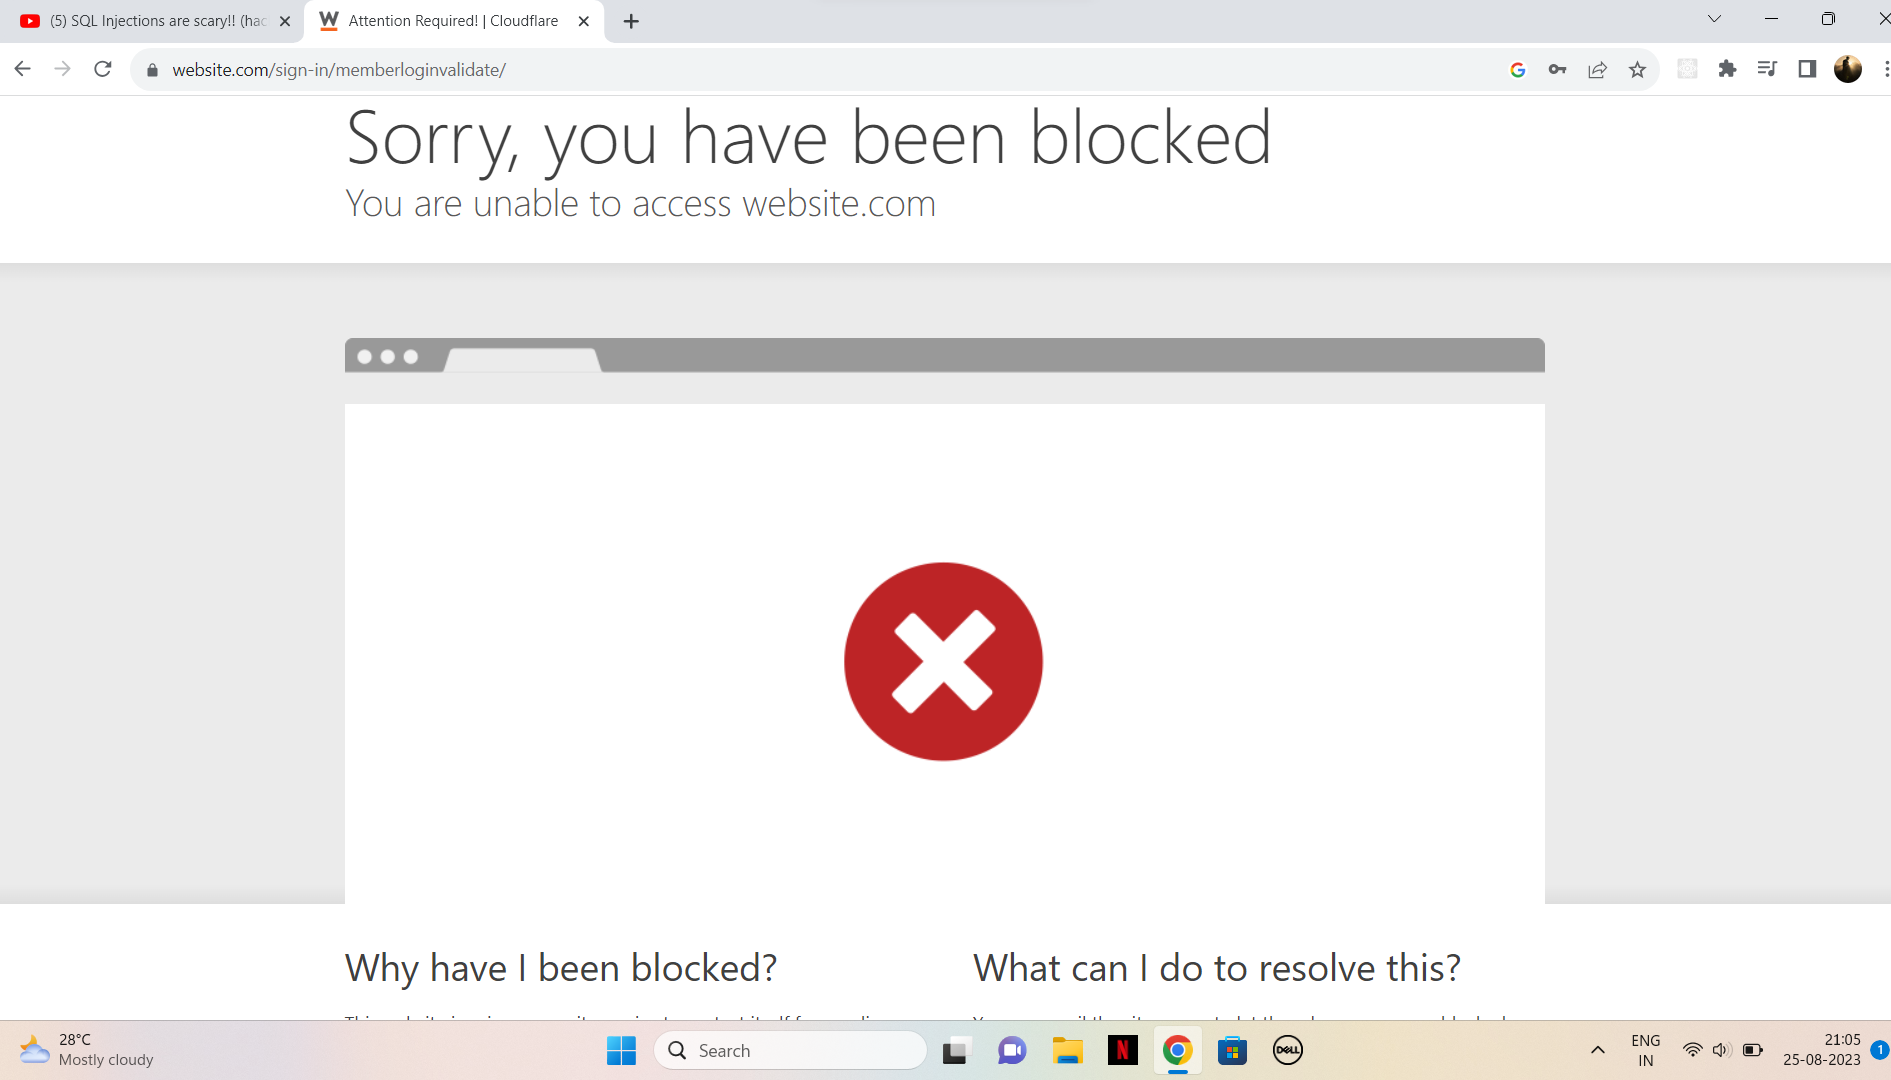 (5) SQL Injections are scary!! (hac
Attention Required! | Cloudflare
website.com/sign-in/memberloginvalidate/
Sorry, you have been blocked
You are unable to access website.com
Why have I been blocked?
What can I do to resolve this?
28°C
Mostly cloudy
Search
N
DELL
ENG
IN
21:05
25-08-2023
1